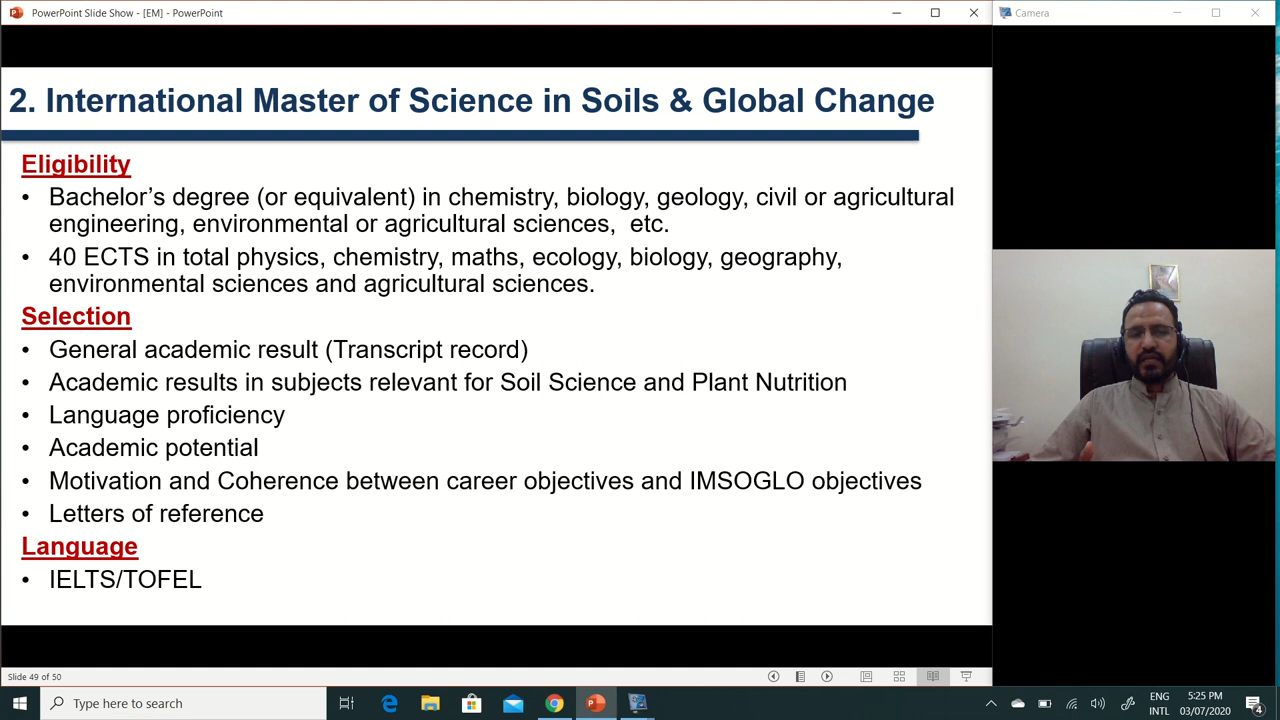 PowerPoint Slide Show - [EM] - PowerPoint
Camera
2. International Master of Science in Soils & Global Change
Eligibility
• Bachelor’s degree (or equivalent) in chemistry, biology, geology, civil or agricultural
engineering, environmental or agricultural sciences, etc.
• 40 ECTS in total physics, chemistry, maths, ecology, biology, geography,
environmental sciences and agricultural sciences.
Selection
• General academic result (Transcript record)
• Academic results in subjects relevant for Soil Science and Plant Nutrition
• Language proficiency
• Academic potential
• Motivation and Coherence between career objectives and IMSOGLO objectives
• Letters of reference
Language
• IELTS/TOFEL
Slide 49 of 50
Type here to search
ENG
INTL
5:25 PM
03/07/2020
4